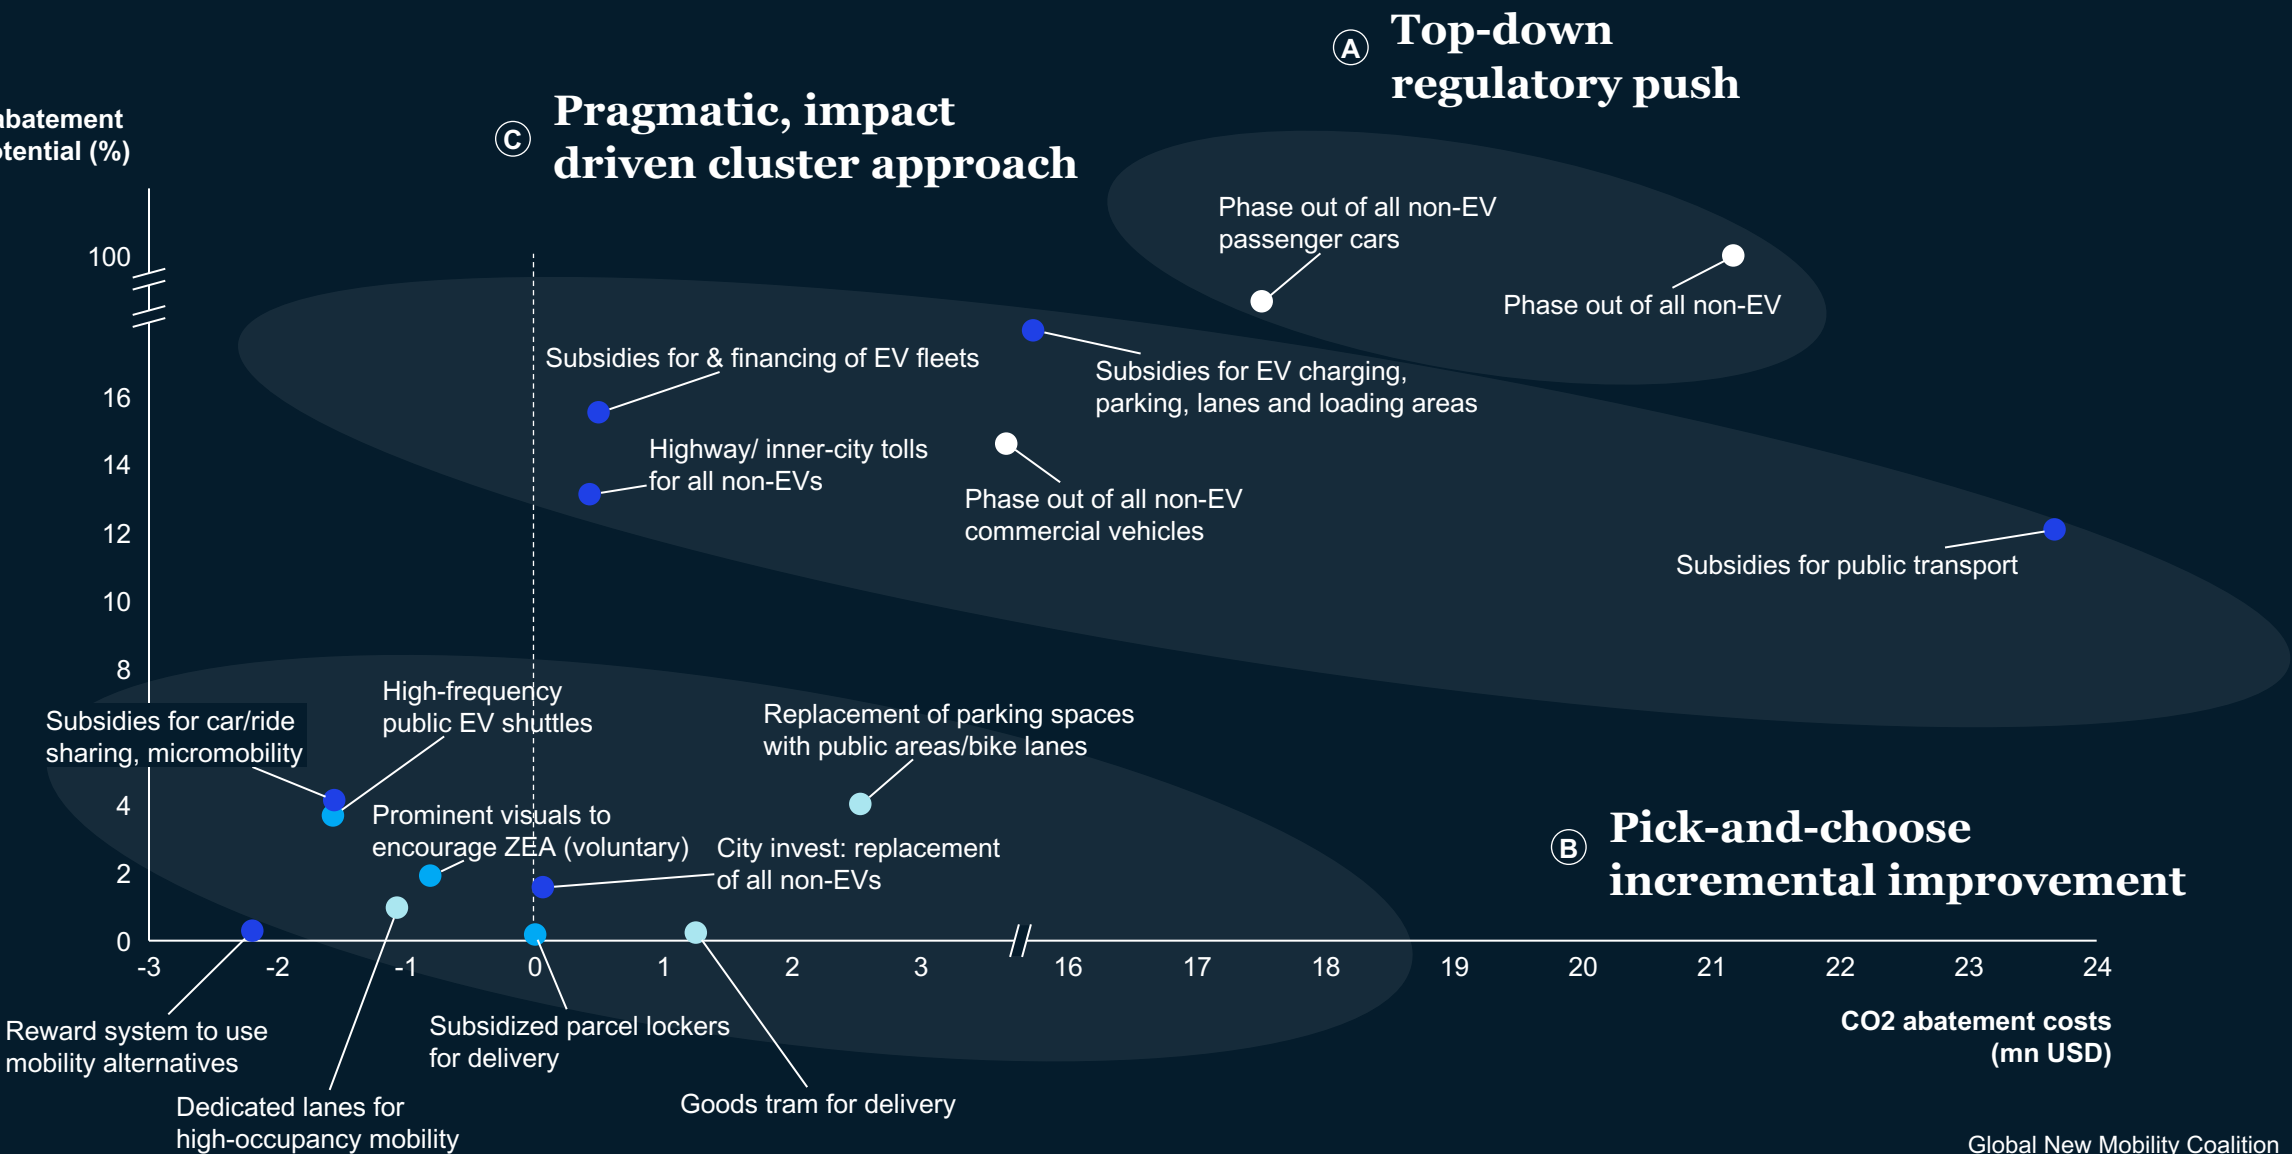 A
Top-down
regulatory push
C
Pragmatic, impact
driven cluster approach
abatement
potential (%)
Phase out of all non-EV
passenger cars
100
Phase out of all non-EV
Subsidies for & financing of EV fleets
Subsidies for EV charging,
parking, lanes and loading areas
16
Highway/ inner-city tolls
for all non-EVs
14
Phase out of all non-EV
commercial vehicles
12
Subsidies for public transport
10
8
High-frequency
public EV shuttles
Subsidies for car/ride
sharing, micromobility
Replacement of parking spaces
with public areas/bike lanes
4
Prominent visuals to
encourage ZEA (voluntary)
City invest: replacement
of all non-EVs
B
Pick-and-choose
incremental improvement
2
0
-3 -2 -1 0 1 2 3 16 17 18 19 20 21 22 23 24
CO2 abatement costs
(mn USD)
Reward system to use
mobility alternatives
Subsidized parcel lockers
for delivery
Dedicated lanes for
high-occupancy mobility
Goods tram for delivery
Global New Mobility Coalition